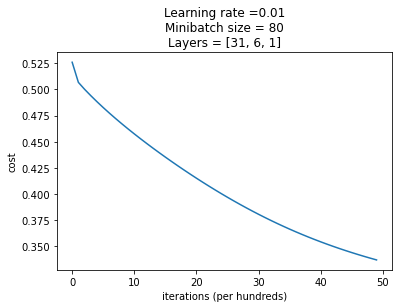 Learning rate =0.01
Minibatch size = 80
Layers = [31, 6, 1]
0.525
0.500
0.475
0.450
0.425
0.400
0.375
0.350
cost
0
10
20
30
40
50
iterations (per hundreds)